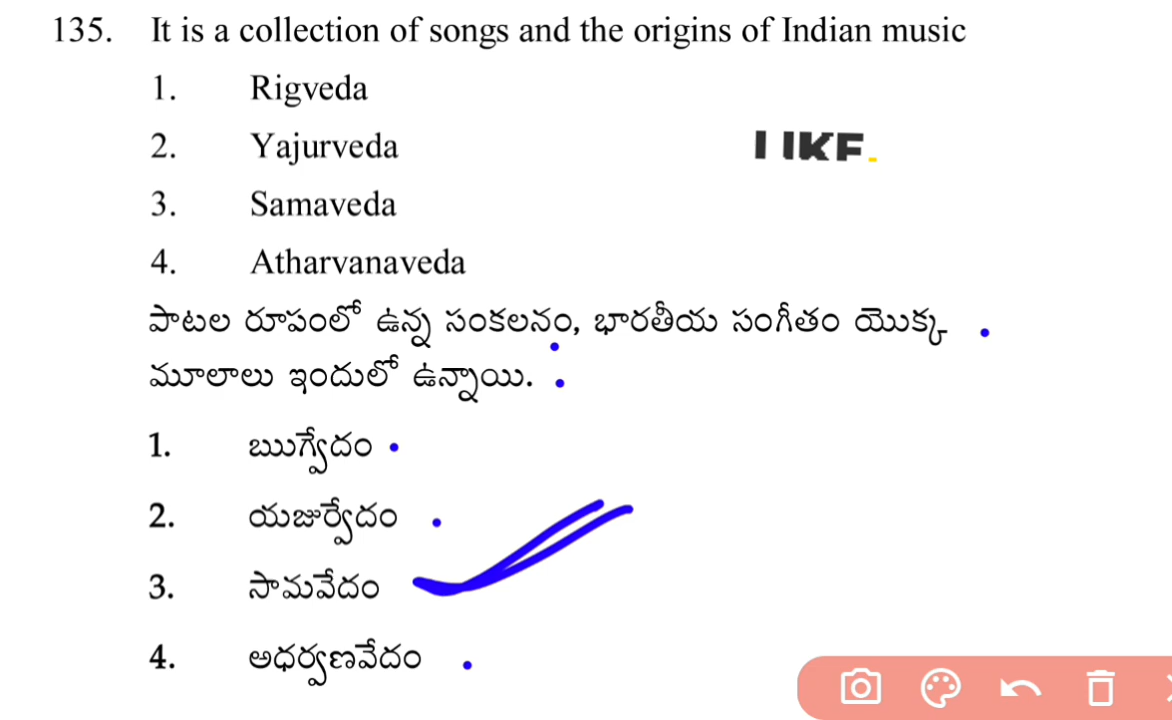 135. It is a collection of songs and the origins of Indian music
1. Rigveda
2. Yajurveda
I IKF.
3. Samaveda
4. Atharvanaveda
పాటల రూపంలో ఉన్న సంకలనం, భారతీయ సంగీతం యొక్క
మూలాలు ఇందులో ఉన్నాయి.
1. ఋగ్వేదం
2. యజుర్వేదం
3. సామవేదం
4. అధర్వణవేదం